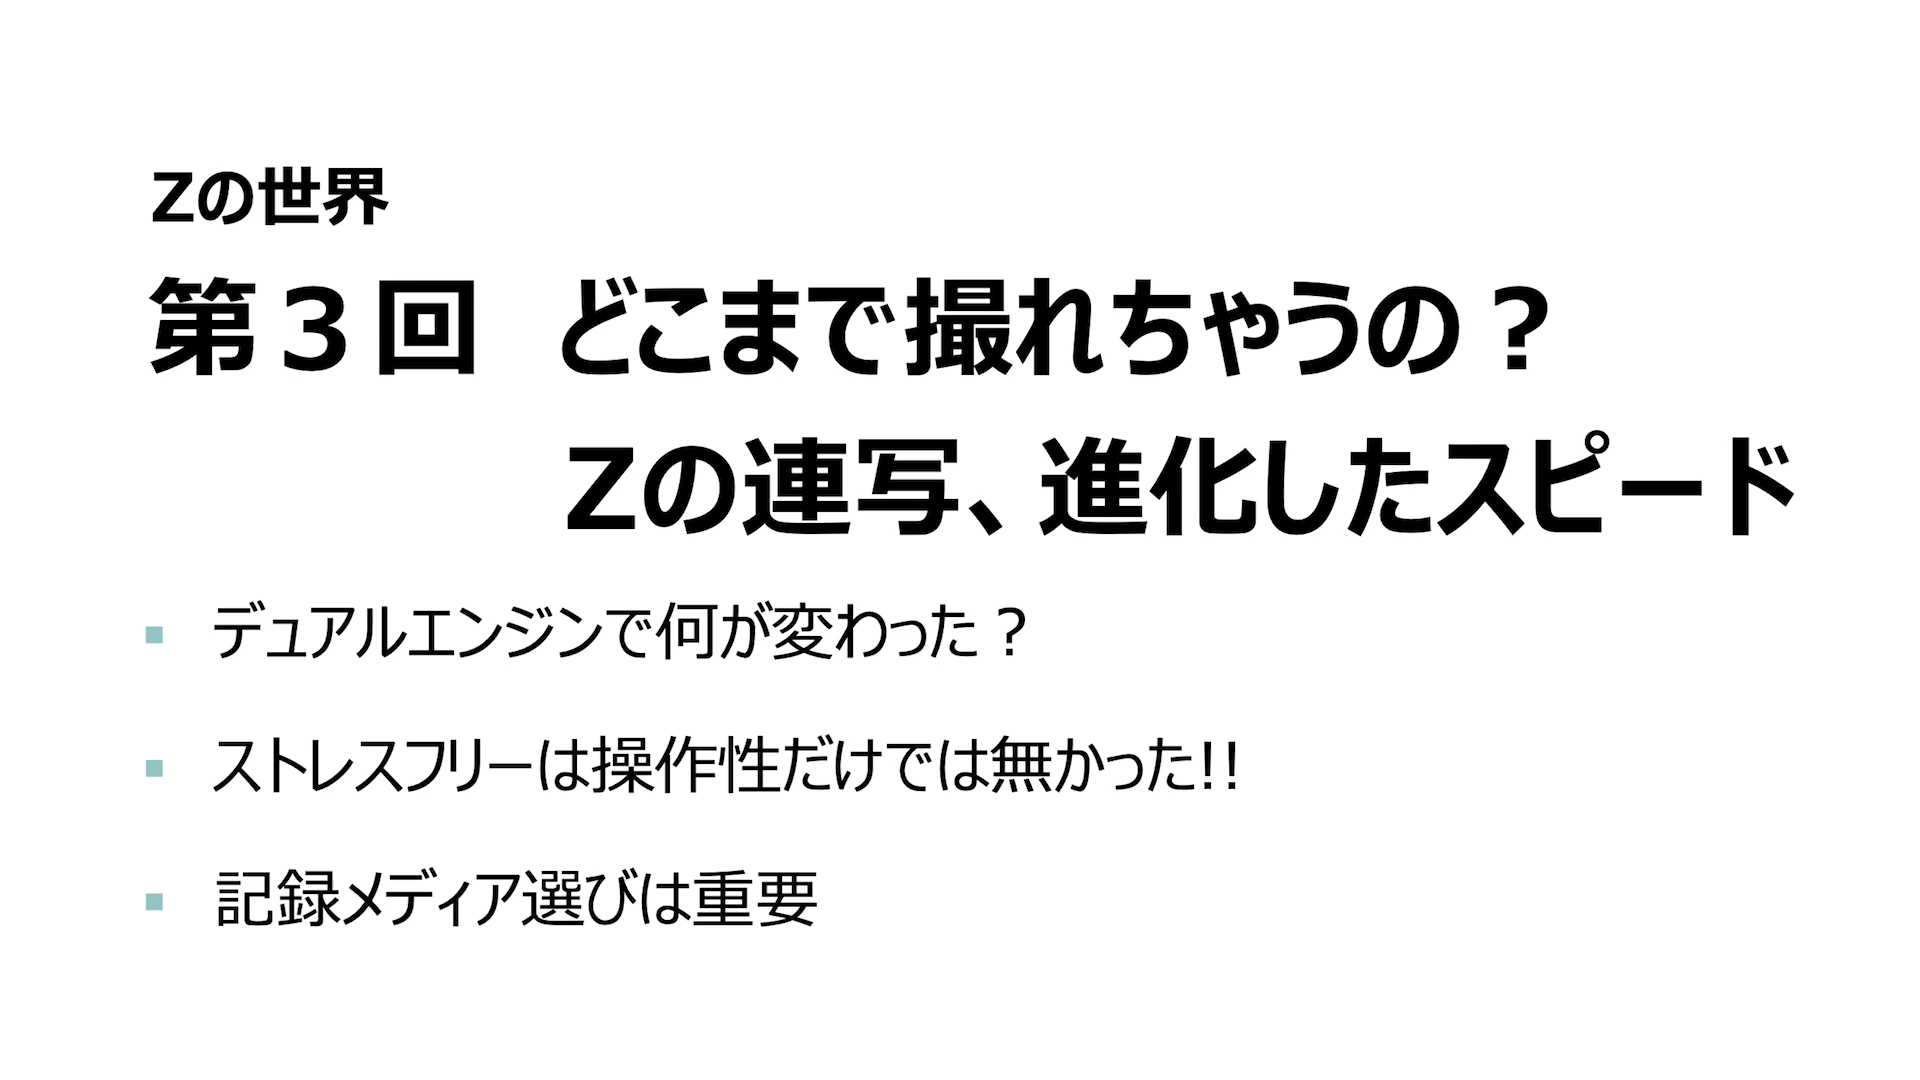 Zの世界
第３回　どこまで撮れちゃうの？
Zの連写、進化したスピード
▪ デュアルエンジンで何が変わった？
▪ ストレスフリーは操作性だけでは無かった!!
▪ 記録メディア選びは重要